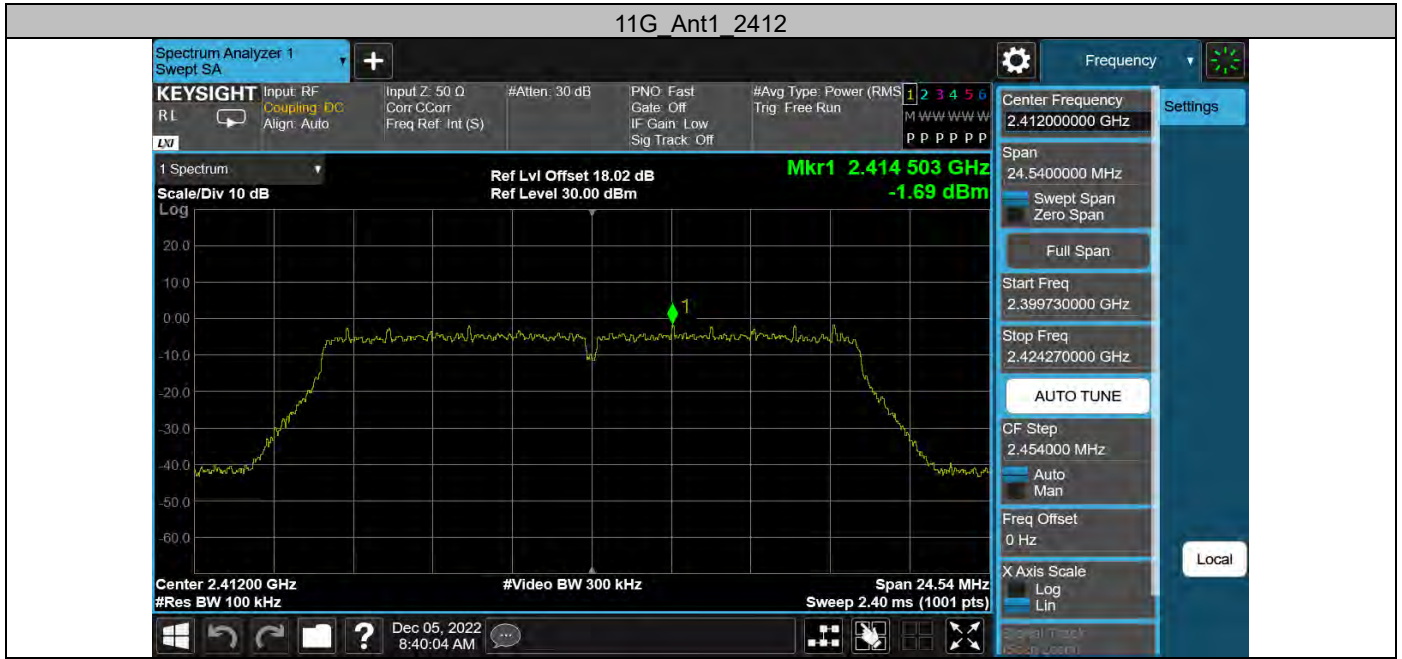 11G_Ant1_2412
Spectrum Analyzer 1
Swept SA
Frequency
KEYSIGHT
RL
LXI
Input: RF
Coupling: DC
Align: Auto
Input Z: 50 Ω
Corr CCorr
Freq Ref: Int (S)
#Atten: 30 dB
PNO: Fast
Gate: Off
IF Gain: Low
Sig Track: Off
#Avg Type: Power (RMS
Trig: Free Run
1 2 3 4 5 6
M W W W W W
P P P P P P
1 Spectrum
Scale/Div 10 dB
Log
Ref Lvl Offset 18.02 dB
Ref Level 30.00 dBm
Mkr1 2.414 503 GHz
-1.69 dBm
20.0
10.0
0.00
-10.0
-20.0
-30.0
-40.0
-50.0
-60.0
1
Center 2.41200 GHz
#Res BW 100 kHz
#Video BW 300 kHz
Span 24.54 MHz
Sweep 2.40 ms (1001 pts)
Dec 05, 2022
8:40:04 AM
Center Frequency
2.412000000 GHz
Span
24.5400000 MHz
Swept Span
Zero Span
Full Span
Start Freq
2.399730000 GHz
Stop Freq
2.424270000 GHz
AUTO TUNE
CF Step
2.454000 MHz
Auto
Man
Freq Offset
0 Hz
X Axis Scale
Log
Lin
Signal Track
(Span Zoom)
Settings
Local